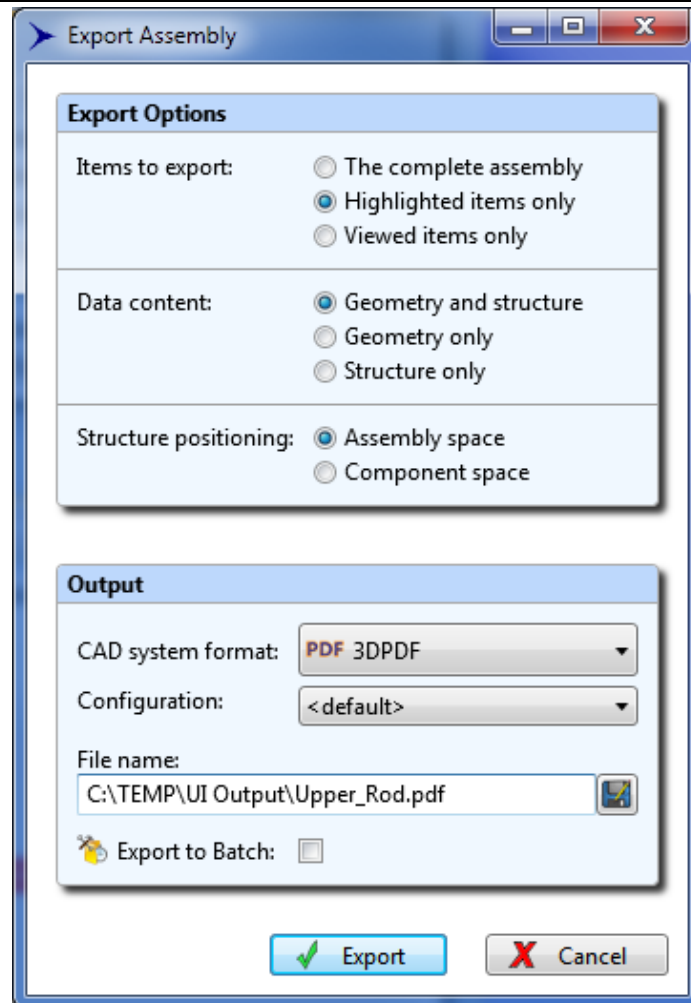 Export Assembly
Export Options
Items to export: The complete assembly
Highlighted items only
Viewed items only
Data content: Geometry and structure
Geometry only
Structure only
Structure positioning: Assembly space
Component space
Output
CAD system format: PDF 3DPDF
Configuration: <default>
File name:
C:\TEMP\UI Output\Upper_Rod.pdf
Export to Batch:
Export Cancel